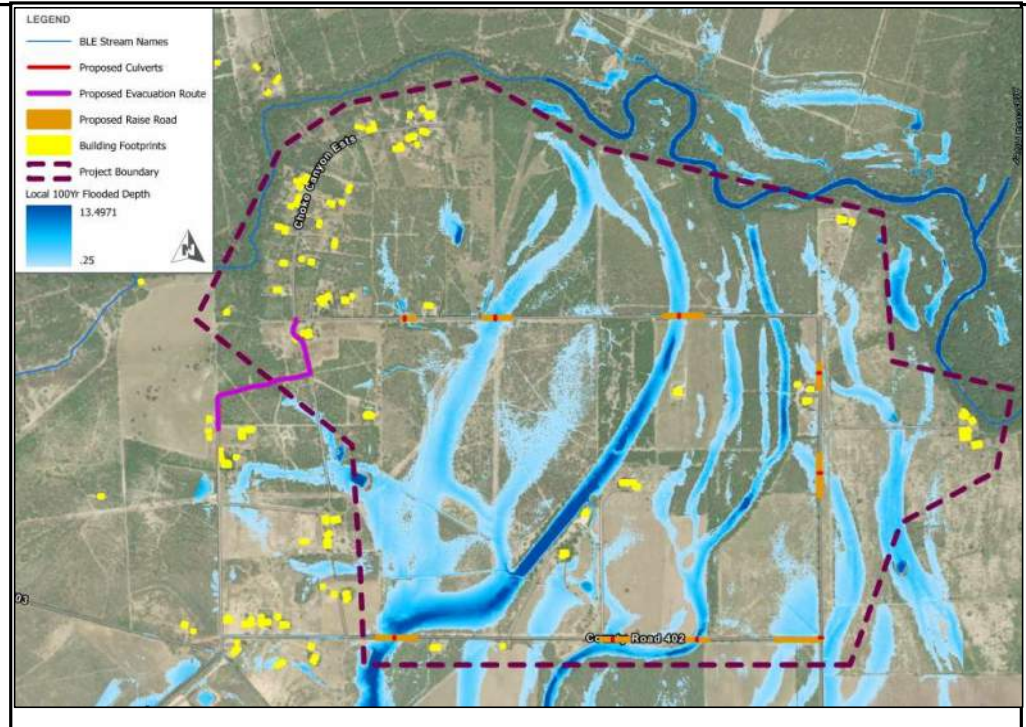 LEGEND
BLE Stream Names
Proposed Culverts
Proposed Evacuation Route
Proposed Raise Road
Building Footprints
Project Boundary
Local 100Yr Flooded Depth
13.4971
.25
N
Choke Canyon Ests
County Road 402